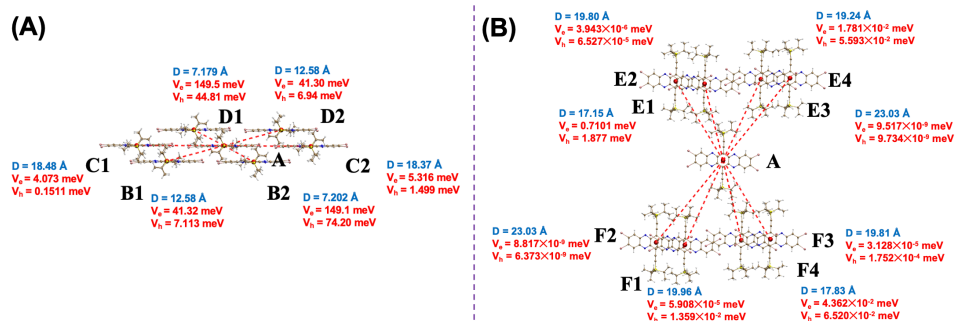 (A)
D = 7.179 Å
Vₑ = 149.5 meV
Vₕ = 44.81 meV
D = 12.58 Å
Vₑ = 41.30 meV
Vₕ = 6.94 meV
D1
D2
D = 18.48 Å
Vₑ = 4.073 meV
Vₕ = 0.1511 meV
C1
A
C2
D = 18.37 Å
Vₑ = 5.316 meV
Vₕ = 1.499 meV
B1
B2
D = 12.58 Å
Vₑ = 41.32 meV
Vₕ = 7.113 meV
D = 7.202 Å
Vₑ = 149.1 meV
Vₕ = 74.20 meV
(B)
D = 19.80 Å
Vₑ = 3.943×10⁻⁶ meV
Vₕ = 6.527×10⁻⁵ meV
D = 19.24 Å
Vₑ = 1.781×10⁻² meV
Vₕ = 5.593×10⁻² meV
E2
E4
E1
E3
D = 17.15 Å
Vₑ = 0.7101 meV
Vₕ = 1.877 meV
D = 23.03 Å
Vₑ = 9.517×10⁻⁹ meV
Vₕ = 9.734×10⁻⁹ meV
A
D = 23.03 Å
Vₑ = 8.817×10⁻⁹ meV
Vₕ = 6.373×10⁻⁹ meV
F2
F3
D = 19.81 Å
Vₑ = 3.128×10⁻⁵ meV
Vₕ = 1.752×10⁻⁴ meV
F1
F4
D = 19.96 Å
Vₑ = 5.908×10⁻⁵ meV
Vₕ = 1.359×10⁻² meV
D = 17.83 Å
Vₑ = 4.362×10⁻² meV
Vₕ = 6.520×10⁻² meV